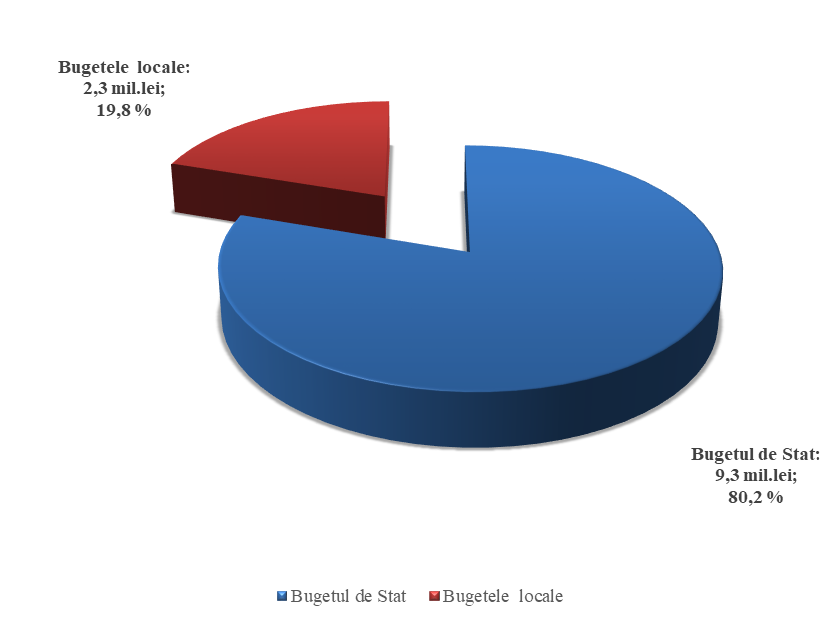 Bugetele locale:
2,3 mil.lei;
19,8 %
Bugetul de Stat:
9,3 mil.lei;
80,2 %
Bugetul de Stat
Bugetele locale